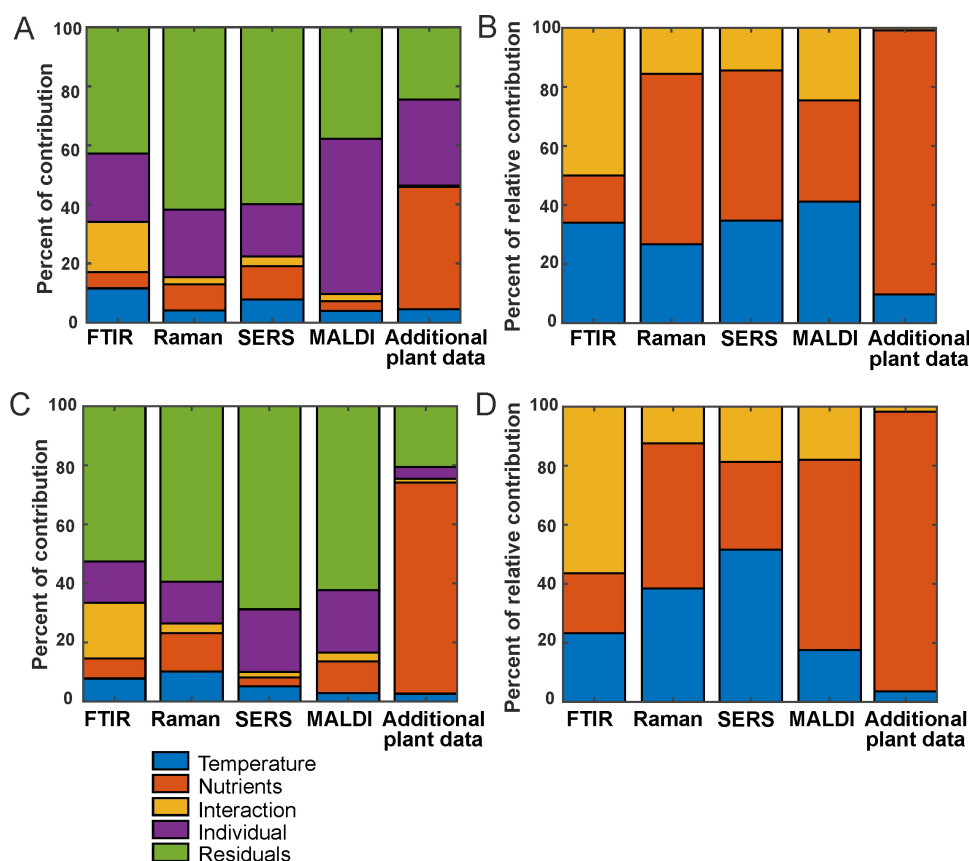 A
Percent of contribution
100
80
60
40
20
0
FTIR
Raman
SERS
MALDI
Additional
plant data
B
Percent of relative contribution
100
80
60
40
20
0
FTIR
Raman
SERS
MALDI
Additional
plant data
C
Percent of contribution
100
80
60
40
20
0
FTIR
Raman
SERS
MALDI
Additional
plant data
D
Percent of relative contribution
100
80
60
40
20
0
FTIR
Raman
SERS
MALDI
Additional
plant data
Temperature
Nutrients
Interaction
Individual
Residuals